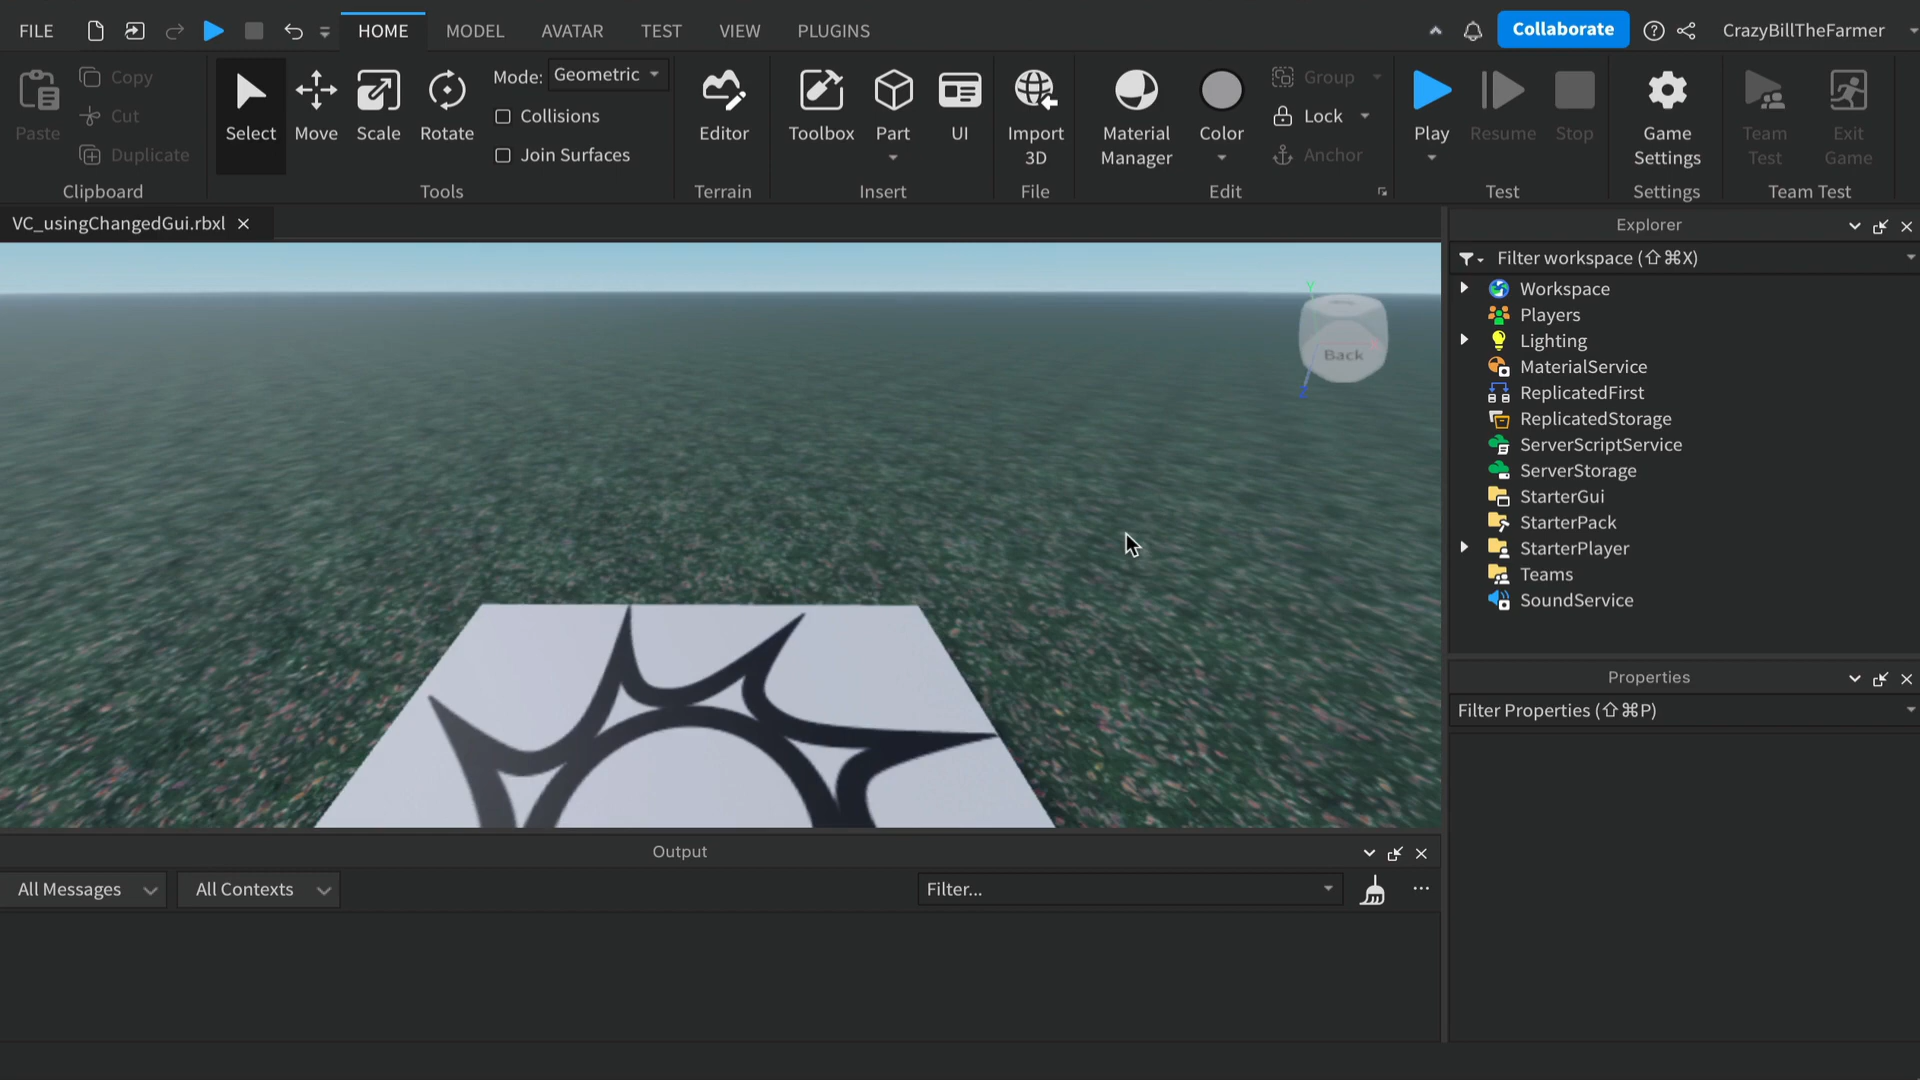 FILE HOME MODEL AVATAR TEST VIEW PLUGINS Collaborate CrazyBillTheFarmer
Paste
Copy
Cut
Duplicate
Clipboard
Select Move Scale Rotate
Mode: Geometric
Collisions
Join Surfaces
Tools
Editor
Terrain
Toolbox Part UI
Insert
Import
3D
File
Material
Manager
Color
Group
Lock
Anchor
Edit
Play Resume Stop
Test
Game
Settings
Settings
Team
Test
Exit
Game
Team Test
VC_usingChangedGui.rbxl
Y
Back
Z
Explorer
Filter workspace (⇧⌘X)
Workspace
Players
Lighting
MaterialService
ReplicatedFirst
ReplicatedStorage
ServerScriptService
ServerStorage
StarterGui
StarterPack
StarterPlayer
Teams
SoundService
Properties
Filter Properties (⇧⌘P)
Output
All Messages All Contexts Filter...